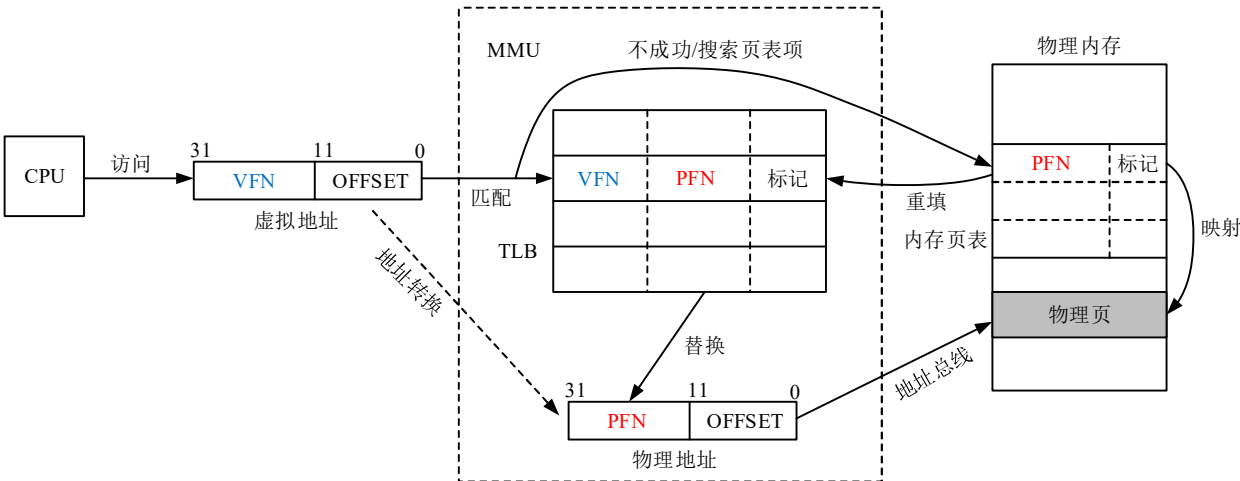 MMU
不成功/搜索页表项
物理内存
CPU
访问
31 11 0
VFN OFFSET
虚拟地址
匹配
VFN PFN 标记
TLB
PFN 标记
重填
内存页表
映射
物理页
地址转换
替换
地址总线
31 11 0
PFN OFFSET
物理地址